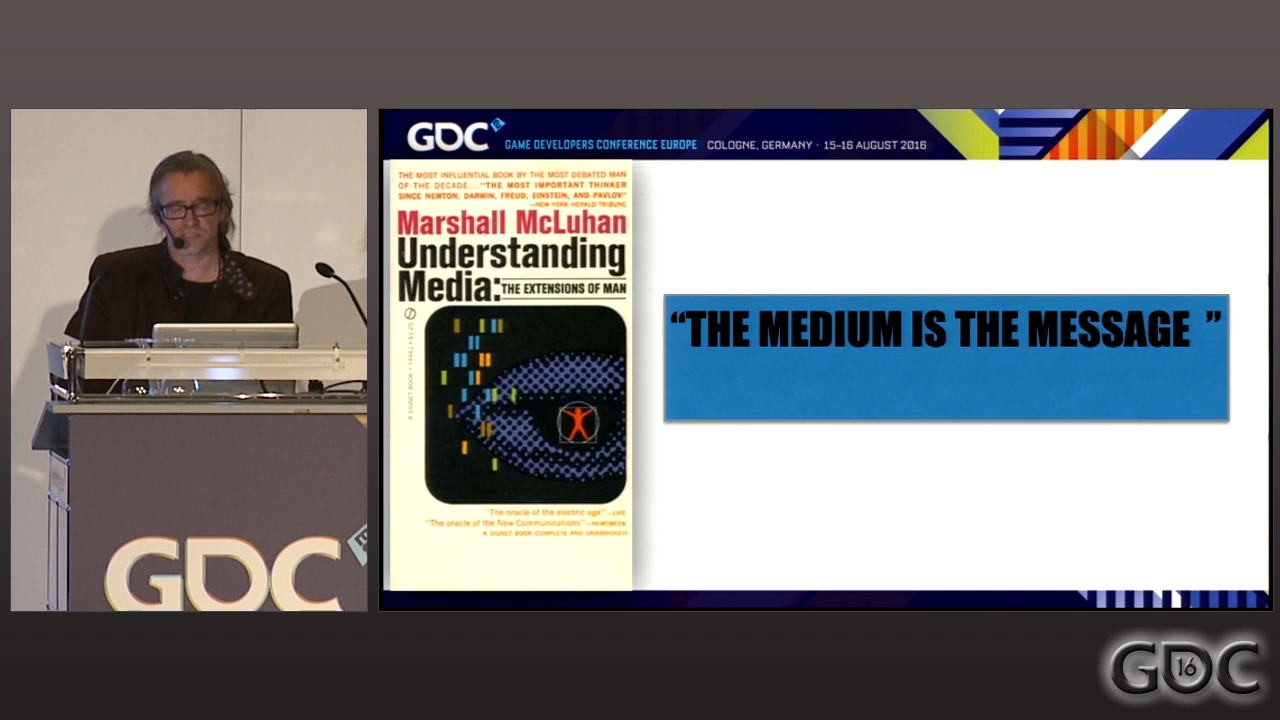 GDC
GAME DEVELOPERS CONFERENCE EUROPE COLOGNE, GERMANY · 15–16 AUGUST 2016
THE MOST INFLUENTIAL BOOK BY THE MOST DEBATED MAN
OF THE DECADE..."THE MOST IMPORTANT THINKER
SINCE NEWTON, DARWIN, FREUD, EINSTEIN, AND PAVLOV"
—NEW YORK HERALD TRIBUNE
Marshall McLuhan
Understanding
Media: THE EXTENSIONS OF MAN
"The oracle of the electric age"—LIFE
"The oracle of the New Communications"—NEWSWEEK
A SIGNET BOOK COMPLETE AND UNABRIDGED
“THE MEDIUM IS THE MESSAGE ”
GDC
GDC 16